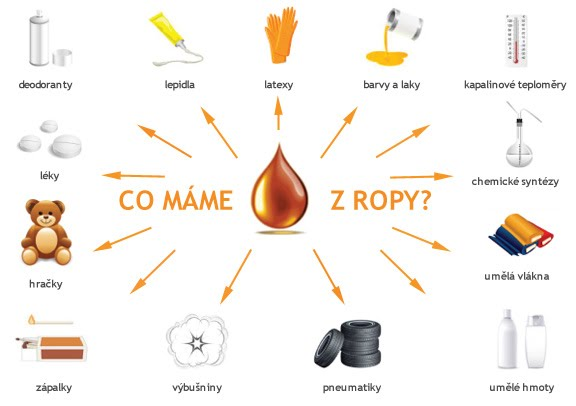 deodoranty
lepidla
latexy
barvy a laky
kapalinové teploměry
léky
chemické syntézy
CO MÁME Z ROPY?
hračky
umělá vlákna
zápalky
výbušniny
pneumatiky
umělé hmoty